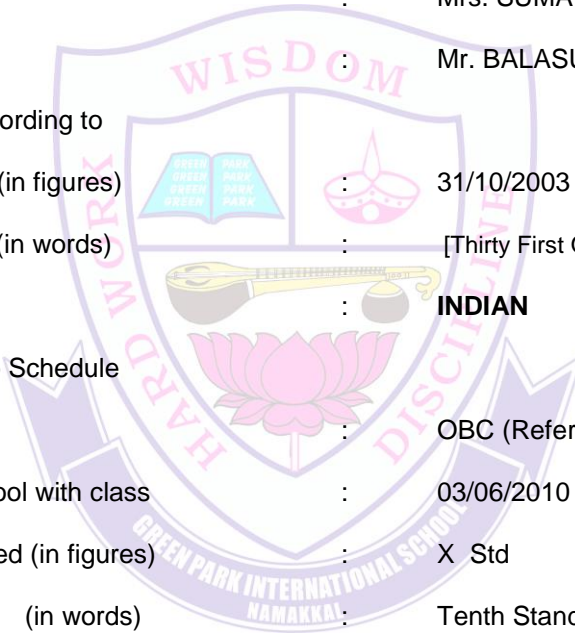 : Mrs. SUMA
: Mr. BALASU
ording to
(in figures) : 31/10/2003
(in words) : [Thirty First
: INDIAN
Schedule
: OBC (Refer
ool with class : 03/06/2010
ed (in figures) : X Std
(in words) : Tenth Stand
WISDOM
HARD WORK
DISCIPLINE
GREEN PARK
GREEN PARK
GREEN PARK
GREEN PARK
GREEN PARK INTERNATIONAL SCHOOL
NAMAKKAL